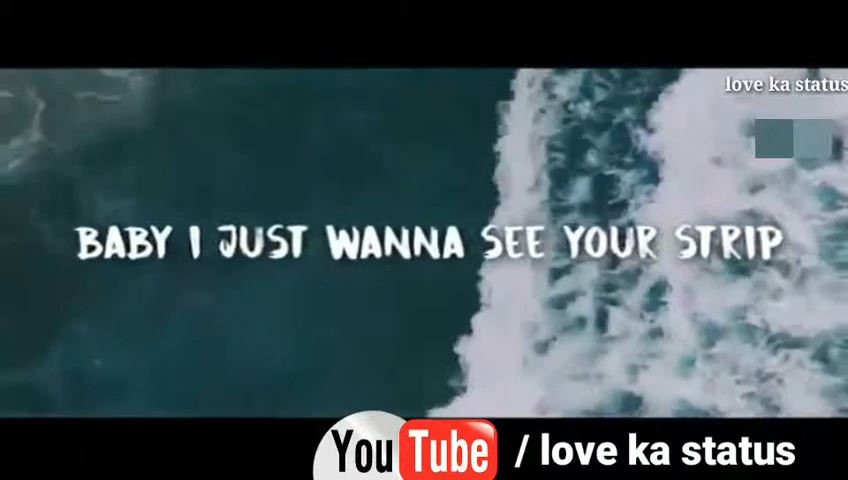 love ka status
BABY I JUST WANNA SEE YOUR STRIP
YouTube / love ka status